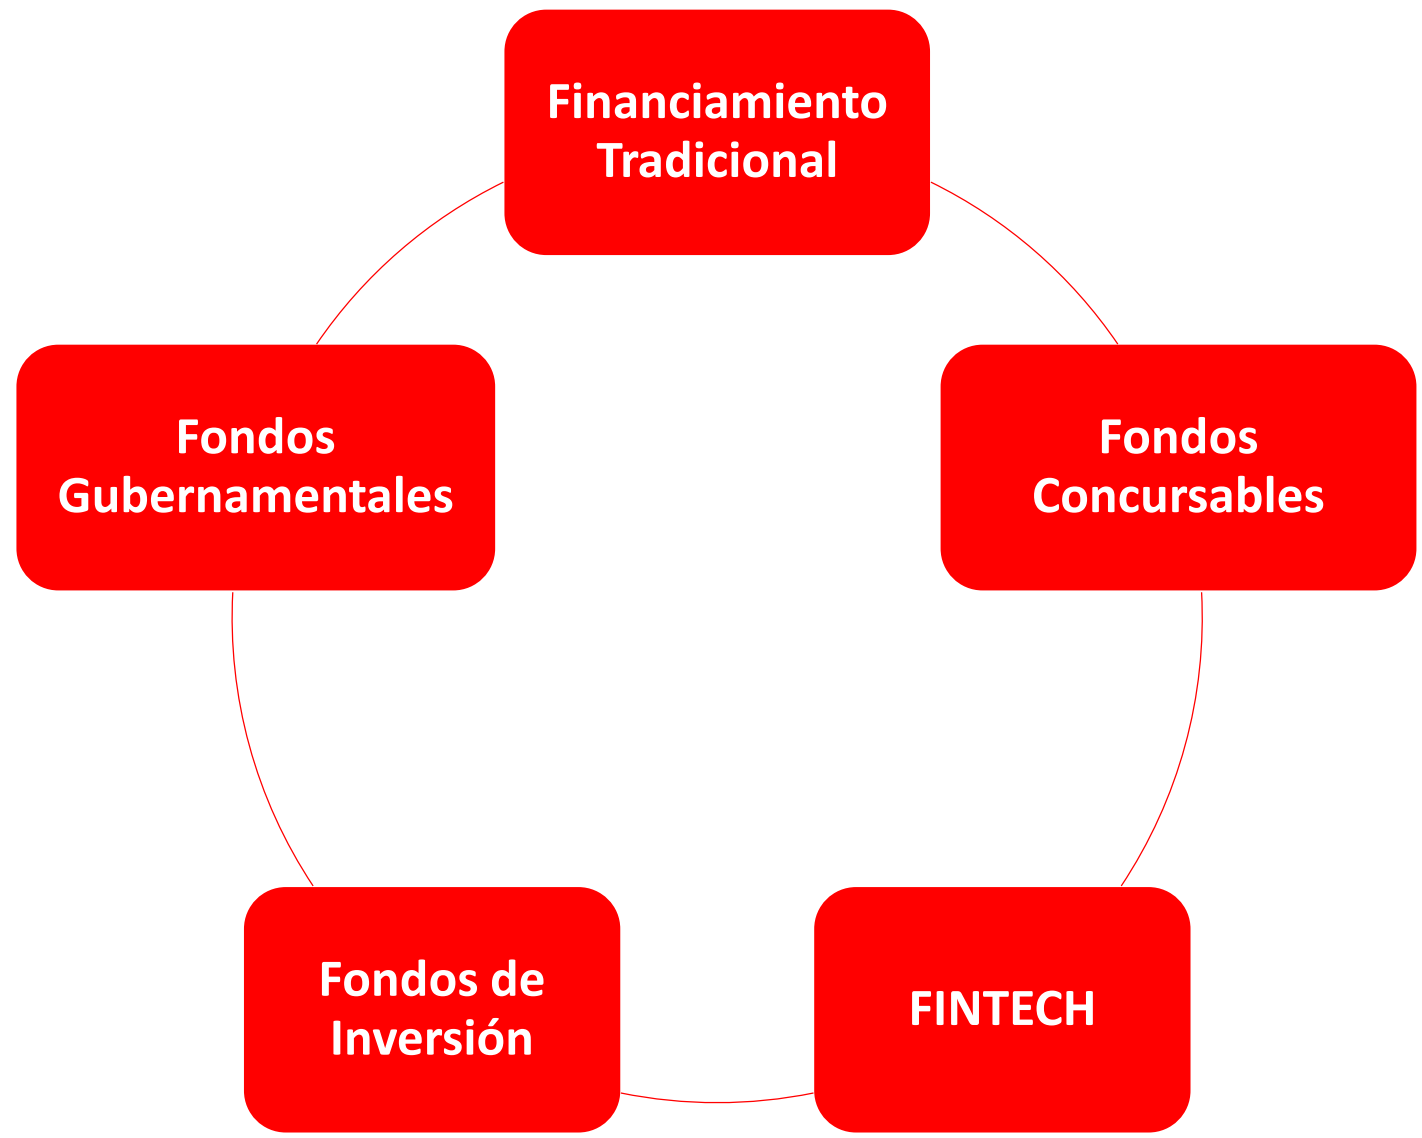 Financiamiento
Tradicional
Fondos
Gubernamentales
Fondos
Concursables
Fondos de
Inversión
FINTECH